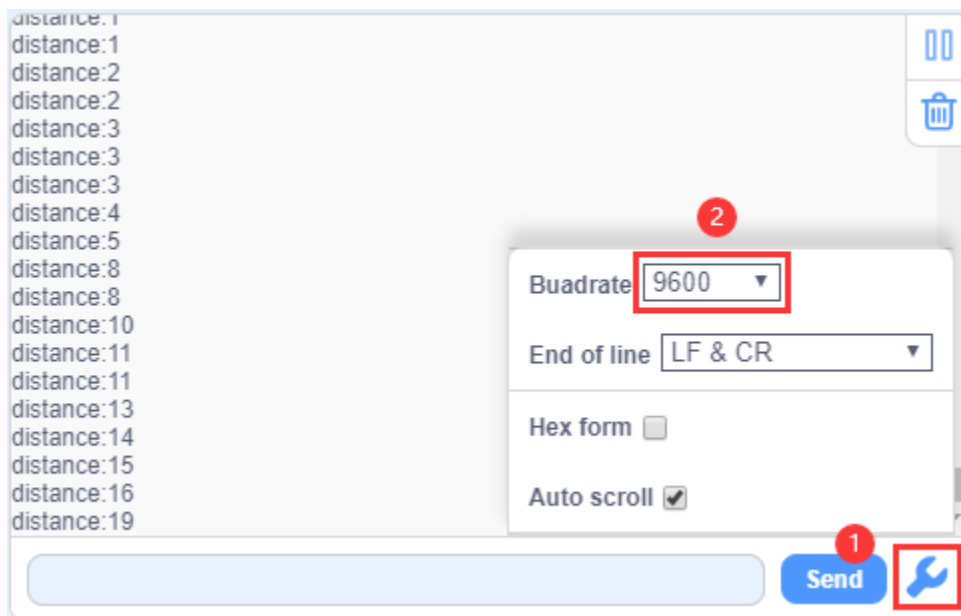 distance:1
distance:1
distance:2
distance:2
distance:3
distance:3
distance:3
distance:4
distance:5
distance:8
distance:8
distance:10
distance:11
distance:11
distance:13
distance:14
distance:15
distance:16
distance:19
2
Buadrate 9600
End of line LF & CR
Hex form
Auto scroll
1
Send